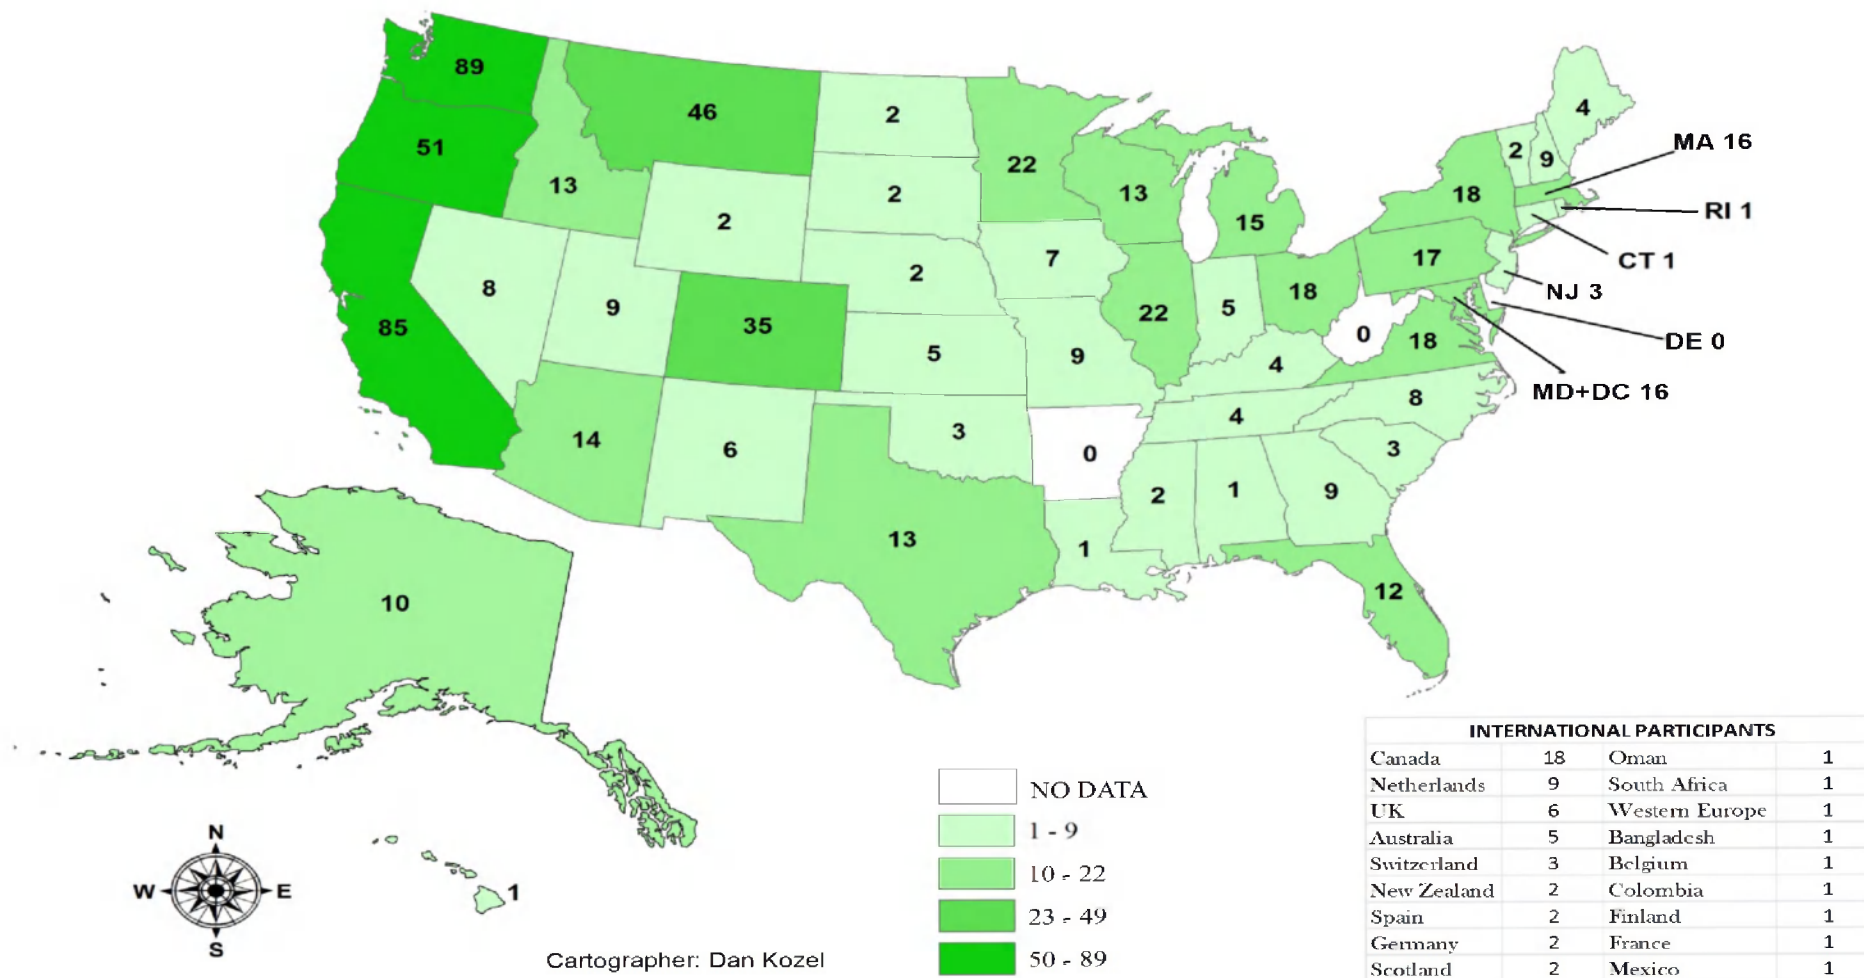 89
46
2
4
51
MA 16
2
9
22
13
13
2
18
15
2
RI 1
7
17
CT 1
2
8
NJ 3
18
9
5
22
35
85
0
18
DE 0
5
9
4
MD+DC 16
8
4
3
14
3
6
0
9
1
2
13
1
12
10
INTERNATIONAL PARTICIPANTS
Canada 18 Oman 1
Netherlands 9 South Africa 1
UK 6 Western Europe 1
Australia 5 Bangladesh 1
Switzerland 3 Belgium 1
New Zealand 2 Colombia 1
Spain 2 Finland 1
Germany 2 France 1
Scotland 2 Mexico 1
NO DATA
1 - 9
10 - 22
23 - 49
50 - 89
N
W E
S
1
Cartographer: Dan Kozel